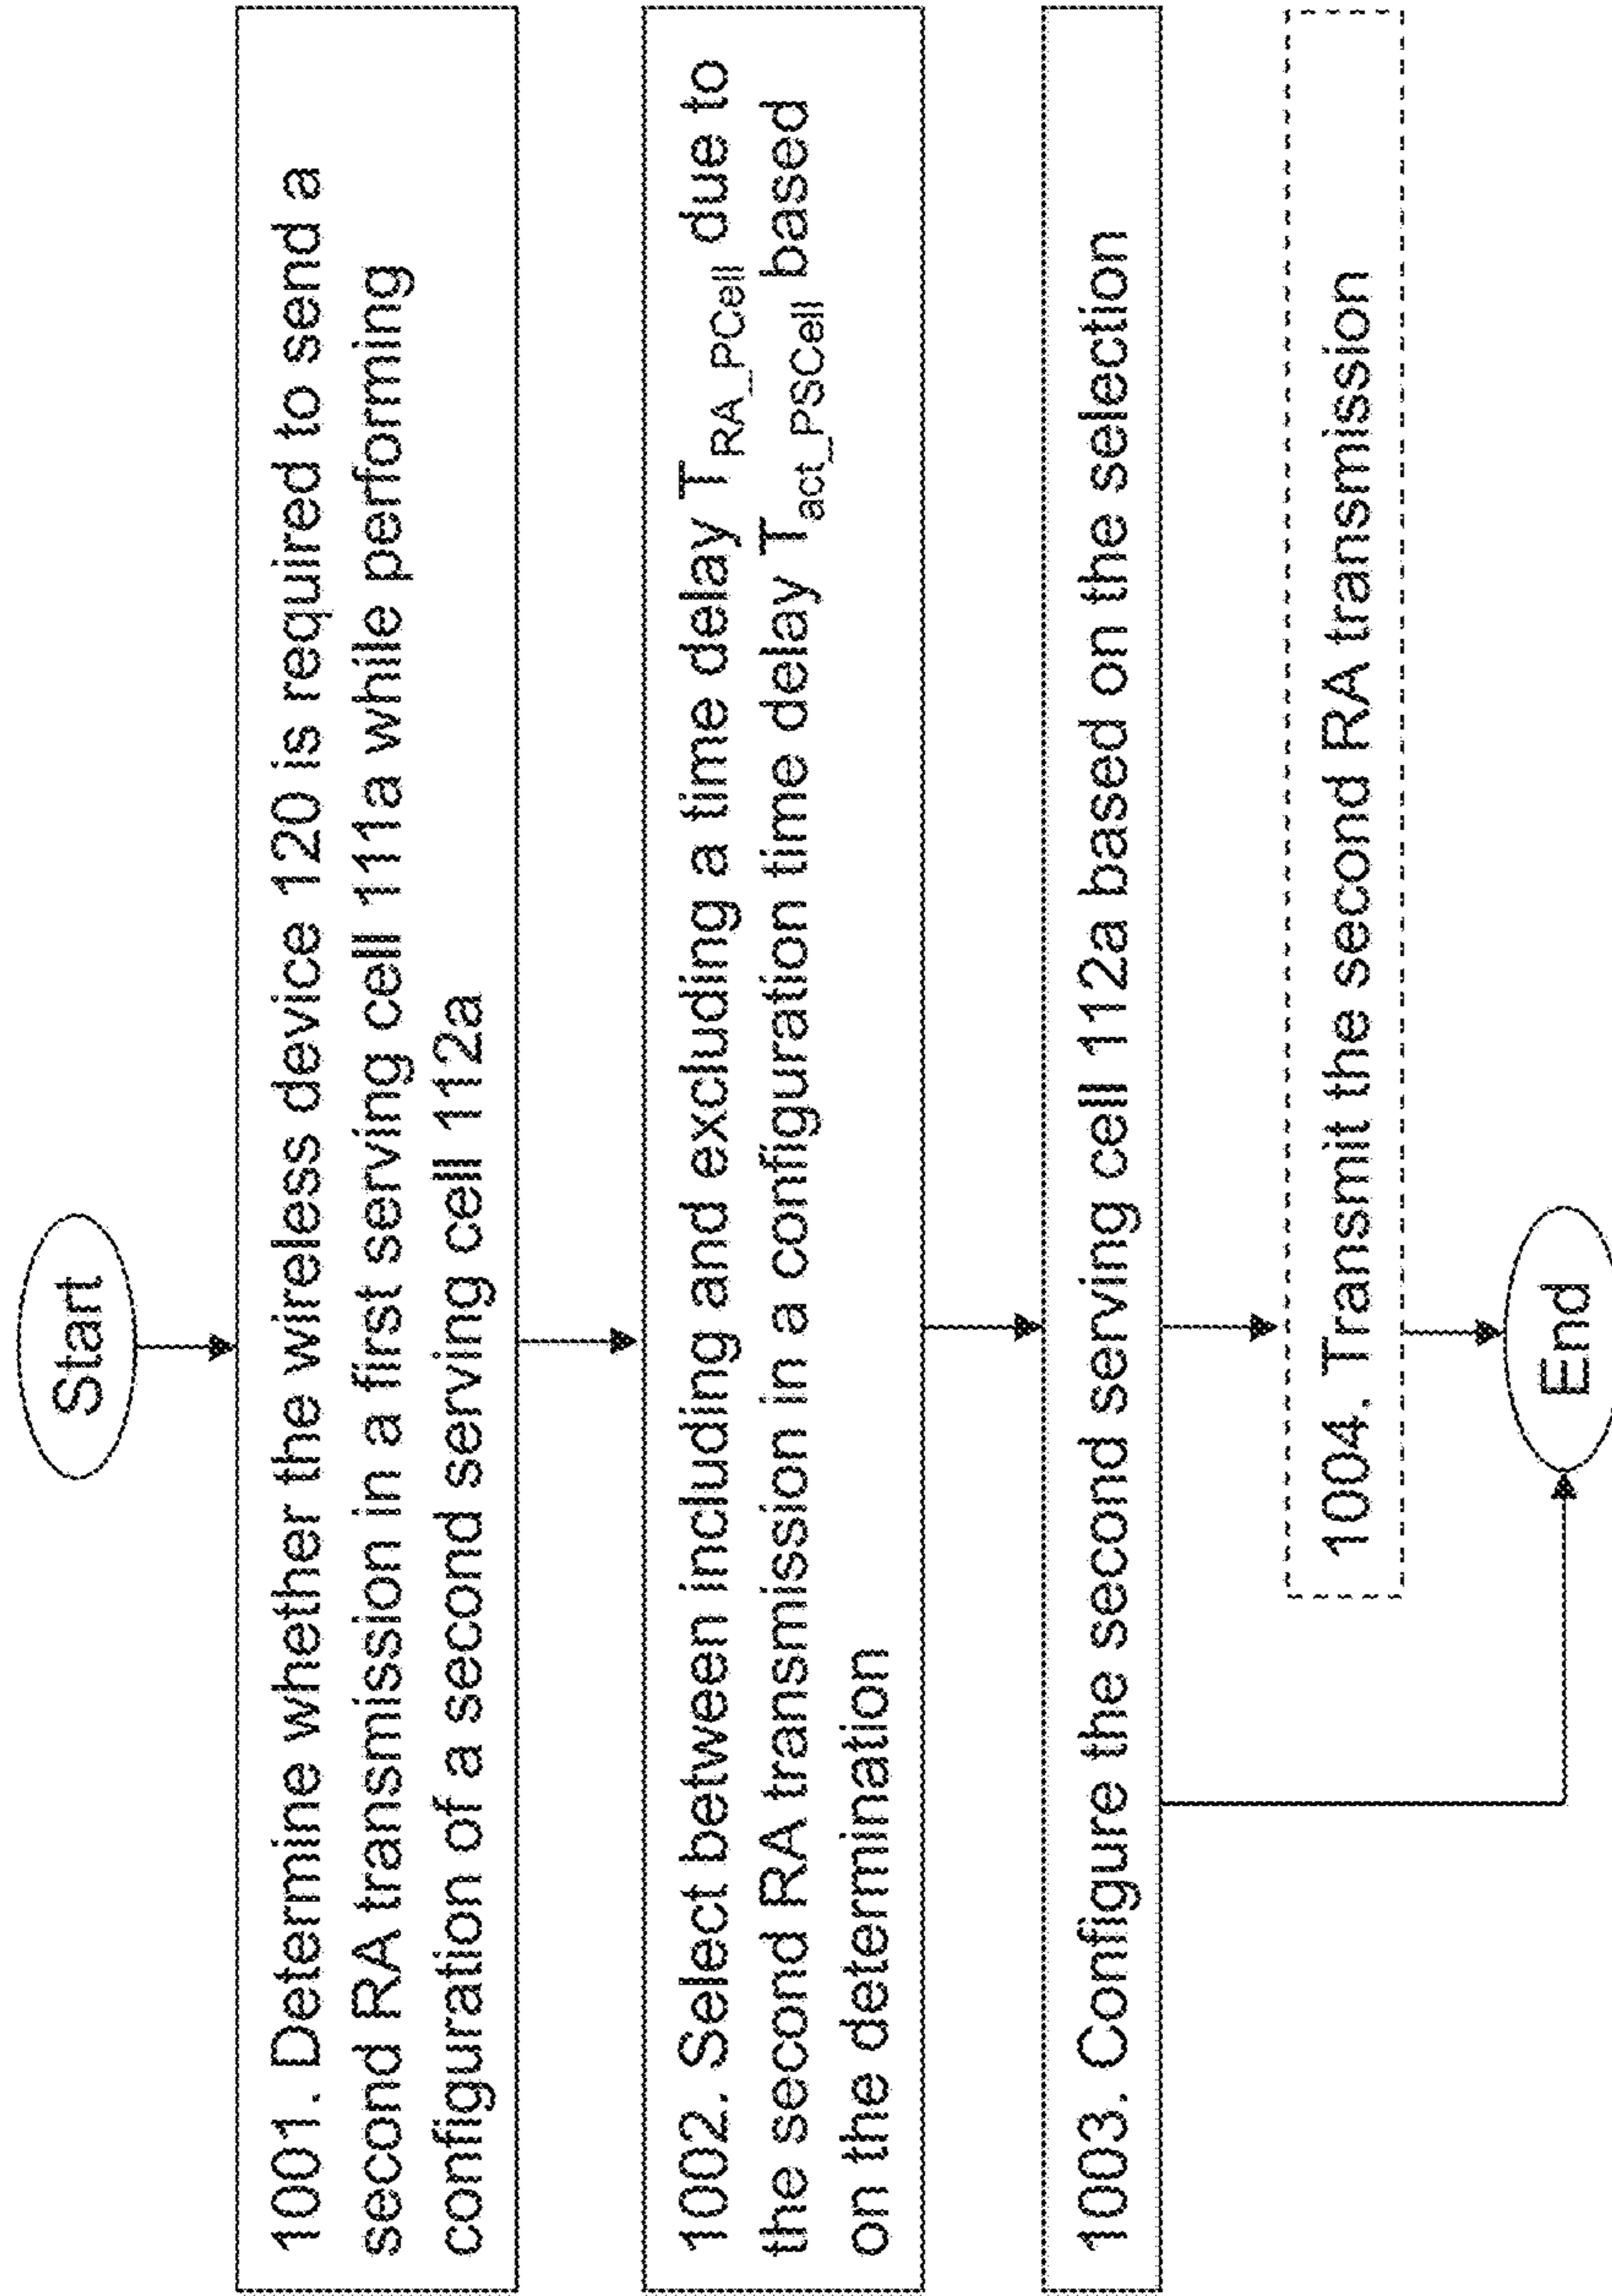 Start
1001. Determine whether the wireless device 120 is required to send a
second RA transmission in a first serving cell 111a while performing
configuration of a second serving cell 112a
1002. Select between including and excluding a time delay T_RA_PCell due to
the second RA transmission in a configuration time delay T_act_PSCell based
on the determination
1003. Configure the second serving cell 112a based on the selection
1004. Transmit the second RA transmission
End